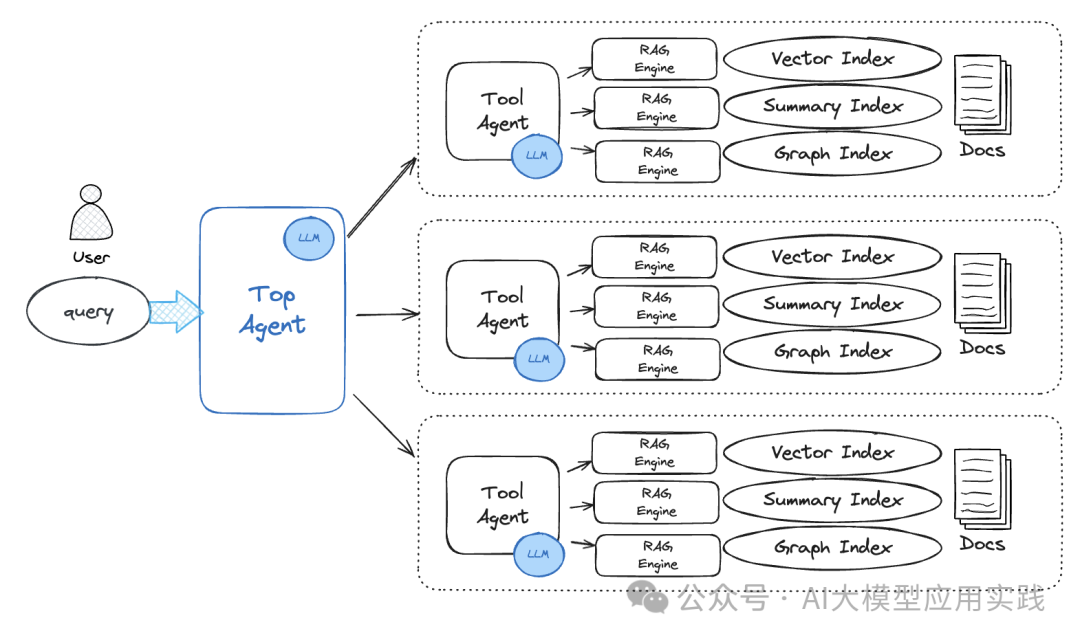 User
query
LLM
Top
Agent
Tool
Agent
LLM
RAG
Engine
RAG
Engine
RAG
Engine
Vector Index
Summary Index
Graph Index
Docs
Tool
Agent
LLM
RAG
Engine
RAG
Engine
RAG
Engine
Vector Index
Summary Index
Graph Index
Docs
Tool
Agent
LLM
RAG
Engine
RAG
Engine
RAG
Engine
Vector Index
Summary Index
Graph Index
Docs
公众号 · AI大模型应用实践